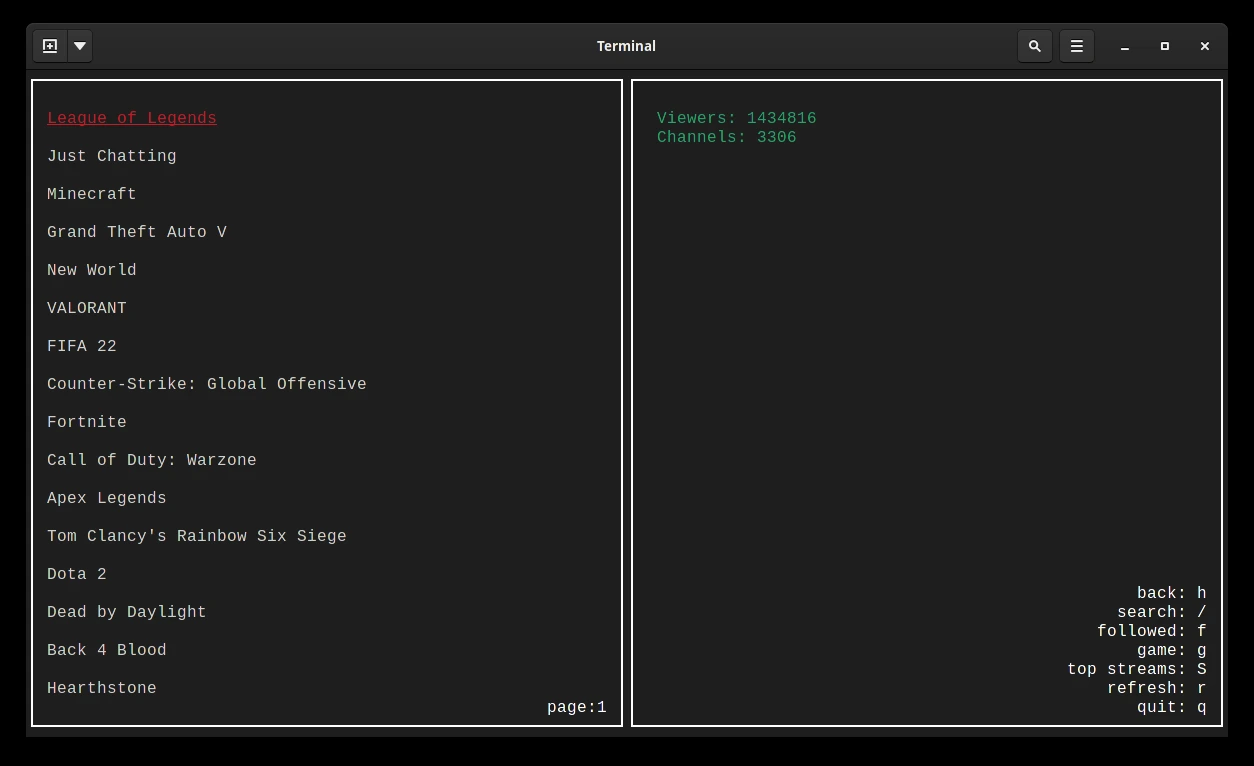 Terminal
League of Legends
Just Chatting
Minecraft
Grand Theft Auto V
New World
VALORANT
FIFA 22
Counter-Strike: Global Offensive
Fortnite
Call of Duty: Warzone
Apex Legends
Tom Clancy's Rainbow Six Siege
Dota 2
Dead by Daylight
Back 4 Blood
Hearthstone
page:1
Viewers: 1434816
Channels: 3306
back: h
search: /
followed: f
game: g
top streams: S
refresh: r
quit: q